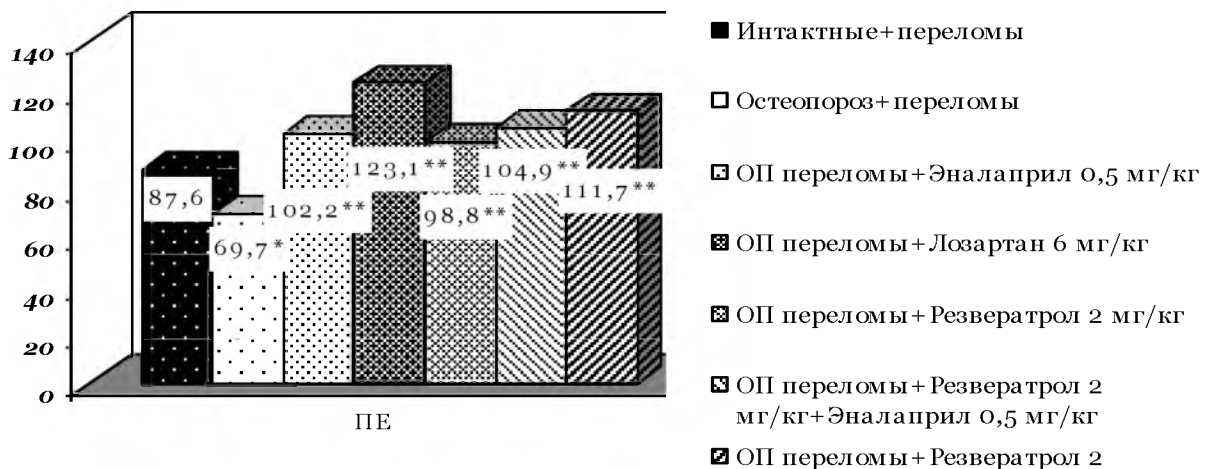 140
120
100
80
60
40
20
0
87,6
69,7*
102,2**
123,1**
98,8**
104,9**
111,7**
ПЕ
Интактные+переломы
Остеопороз+переломы
ОП переломы+Эналаприл 0,5 мг/кг
ОП переломы+Лозартан 6 мг/кг
ОП переломы+Резвератрол 2 мг/кг
ОП переломы+Резвератрол 2
мг/кг+Эналаприл 0,5 мг/кг
ОП переломы+Резвератрол 2